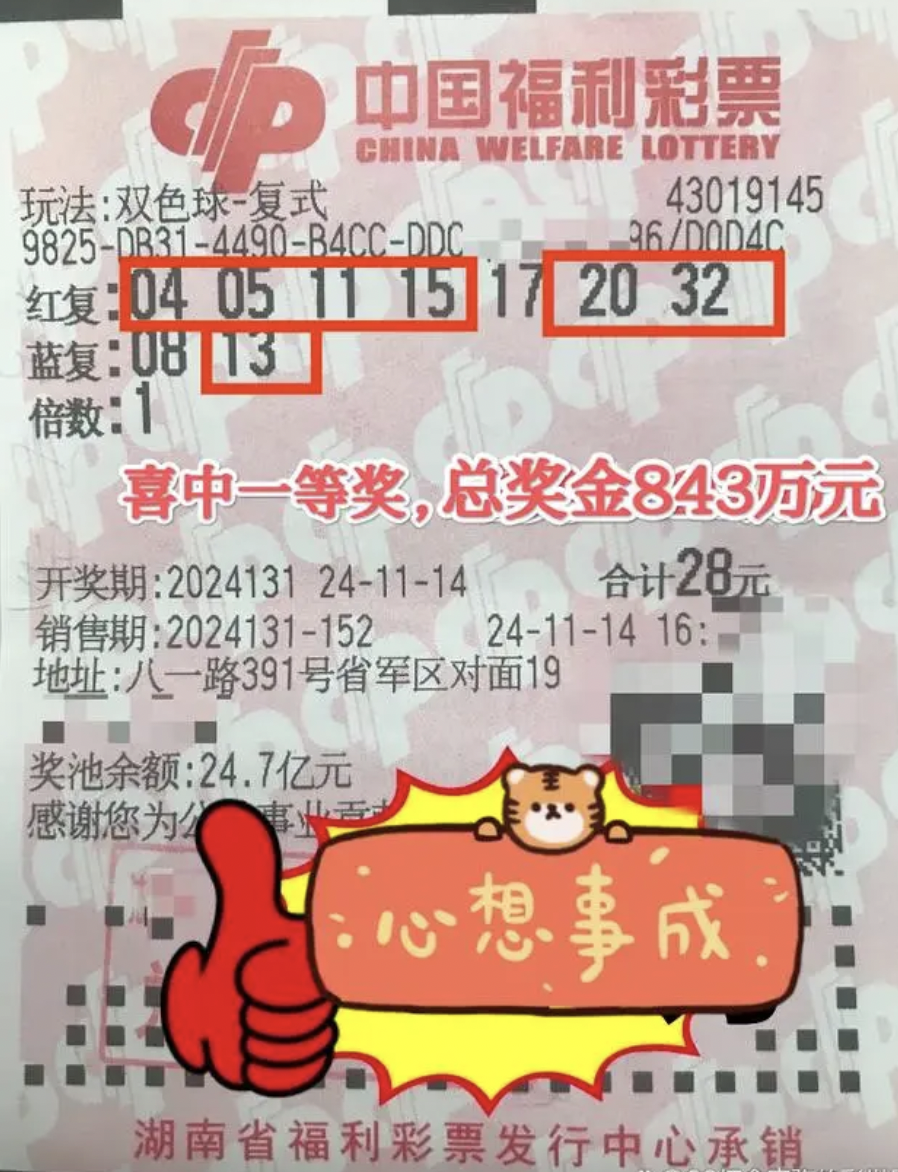 中国福利彩票
CHINA WELFARE LOTTERY
玩法:双色球-复式 43019145
9825-DB31-4490-B4CC-DDC 96/D0D4C
红复:04 05 11 15 17 20 32
蓝复:08 13
倍数:1
喜中一等奖,总奖金843万元
开奖期:2024131 24-11-14 合计28元
销售期:2024131-152 24-11-14 16:
地址:八一路391号省军区对面19
奖池余额:24.7亿元
感谢您为公 事业贡
心想事成
湖南省福利彩票发行中心承销